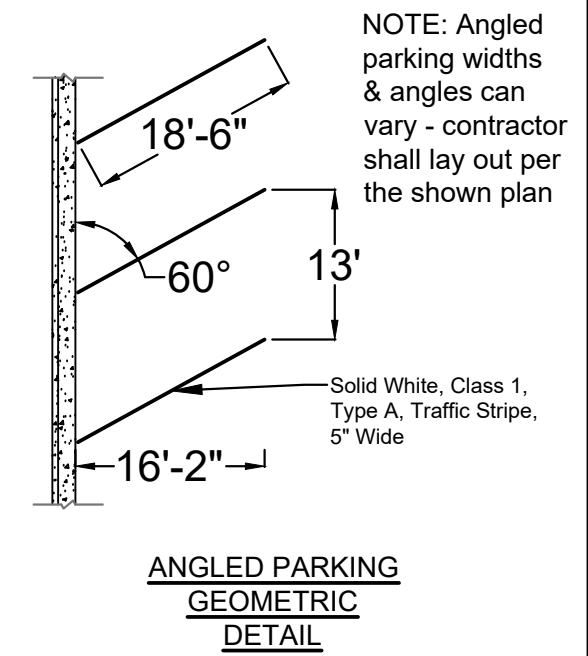 NOTE: Angled
parking widths
& angles can
vary - contractor
shall lay out per
the shown plan
18'-6"
60°
13'
Solid White, Class 1,
Type A, Traffic Stripe,
5" Wide
16'-2"
ANGLED PARKING
GEOMETRIC
DETAIL